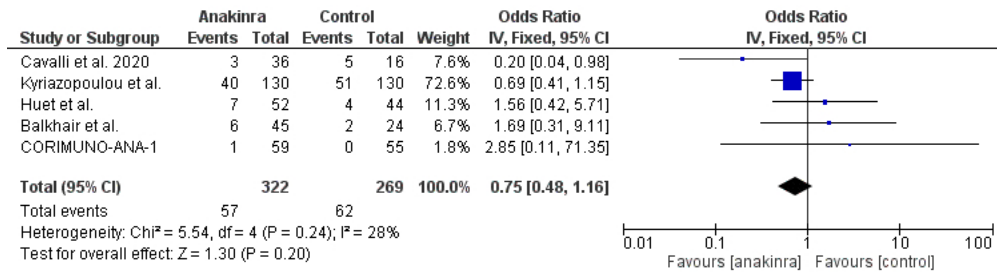 Anakinra Control Odds Ratio Odds Ratio
Study or Subgroup Events Total Events Total Weight IV, Fixed, 95% CI IV, Fixed, 95% CI
Cavalli et al. 2020 3 36 5 16 7.6% 0.20 [0.04, 0.98]
Kyriazopoulou et al. 40 130 51 130 72.6% 0.69 [0.41, 1.15]
Huet et al. 7 52 4 44 11.3% 1.56 [0.42, 5.71]
Balkhair et al. 6 45 2 24 6.7% 1.69 [0.31, 9.11]
CORIMUNO-ANA-1 1 59 0 55 1.8% 2.85 [0.11, 71.35]
Total (95% CI) 322 269 100.0% 0.75 [0.48, 1.16]
Total events 57 62
Heterogeneity: Chi² = 5.54, df = 4 (P = 0.24); I² = 28%
Test for overall effect: Z = 1.30 (P = 0.20)
0.01 0.1 1 10 100
Favours [anakinra] Favours [control]